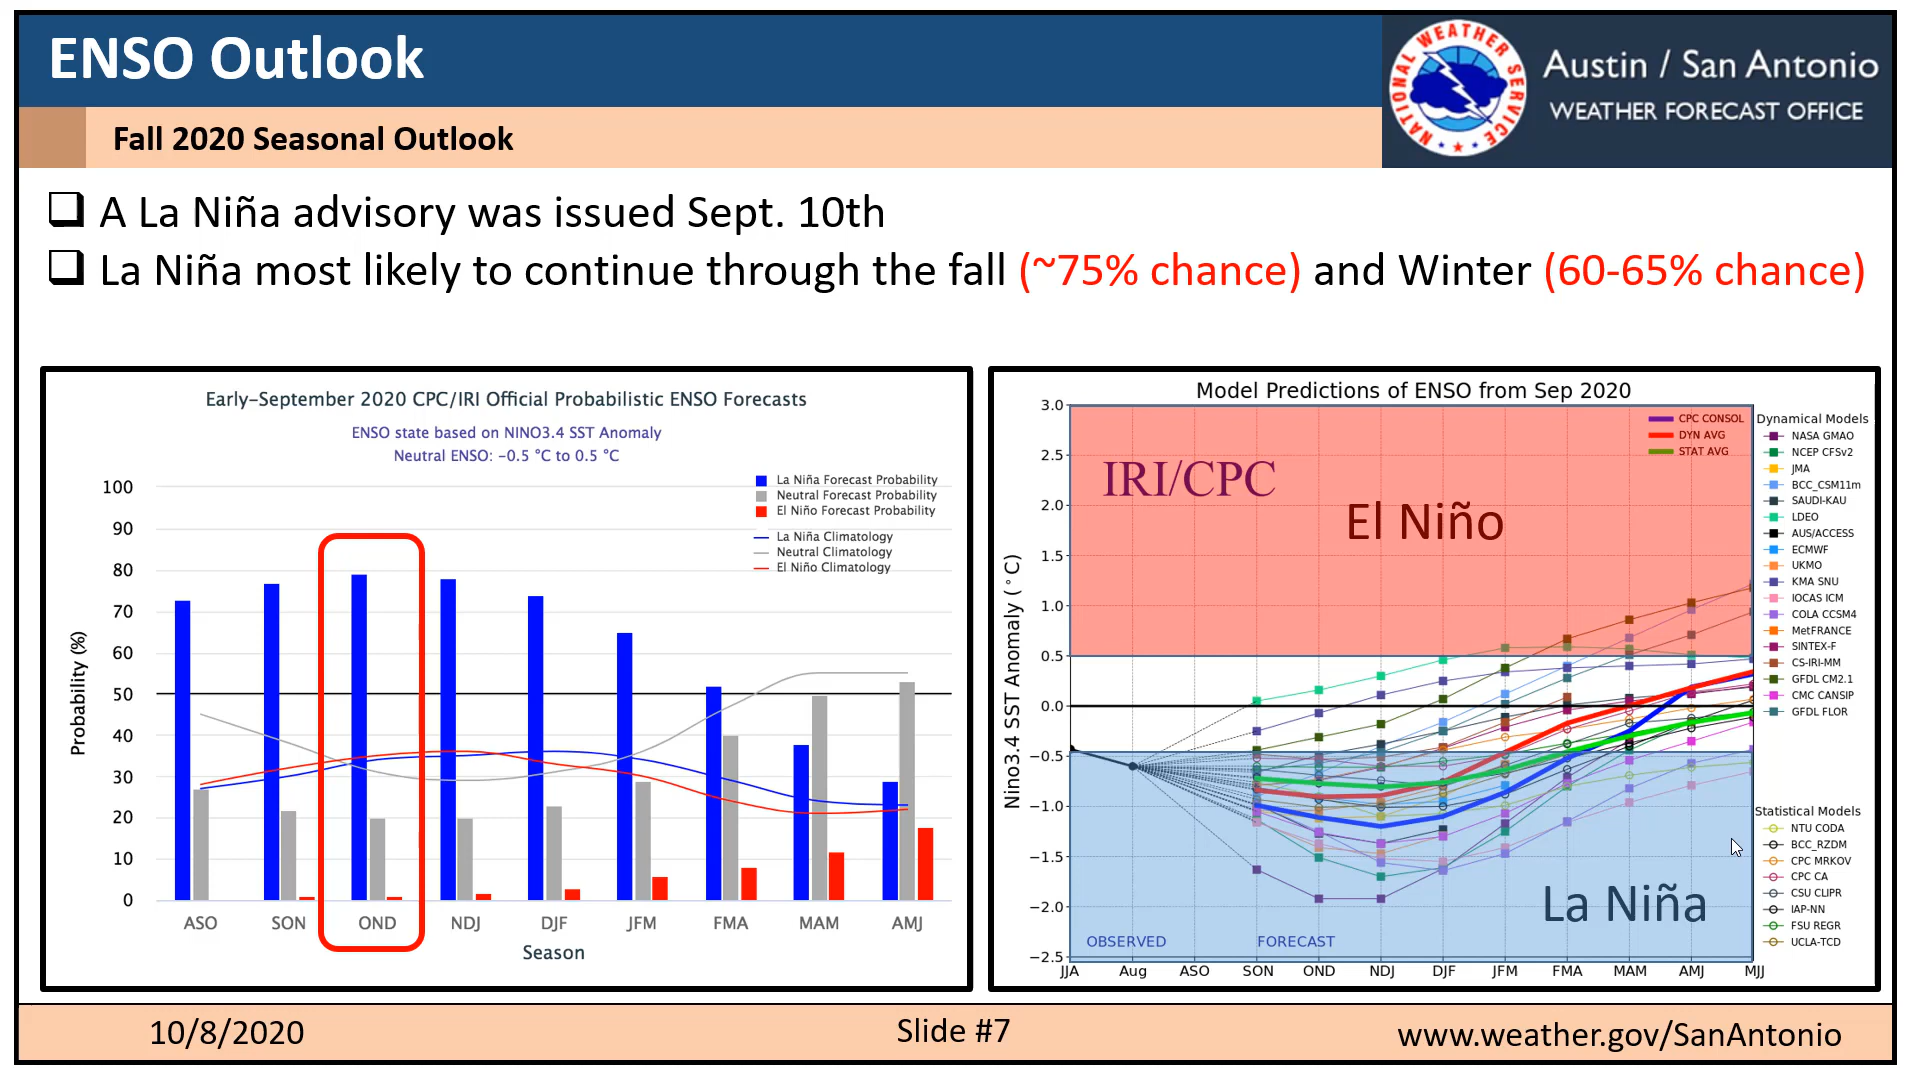 ENSO Outlook
Fall 2020 Seasonal Outlook
NATIONAL WEATHER SERVICE
Austin / San Antonio
WEATHER FORECAST OFFICE
A La Niña advisory was issued Sept. 10th
La Niña most likely to continue through the fall (~75% chance) and Winter (60-65% chance)
Early-September 2020 CPC/IRI Official Probabilistic ENSO Forecasts
ENSO state based on NINO3.4 SST Anomaly
Neutral ENSO: -0.5 °C to 0.5 °C
La Niña Forecast Probability
Neutral Forecast Probability
El Niño Forecast Probability
La Niña Climatology
Neutral Climatology
El Niño Climatology
Probability (%)
100
90
80
70
60
50
40
30
20
10
0
ASO SON OND NDJ DJF JFM FMA MAM AMJ
Season
Model Predictions of ENSO from Sep 2020
Nino3.4 SST Anomaly (°C)
3.0
2.5
2.0
1.5
1.0
0.5
0.0
−0.5
−1.0
−1.5
−2.0
−2.5
IRI/CPC
El Niño
La Niña
CPC CONSOL
DYN AVG
STAT AVG
OBSERVED FORECAST
JJA Aug ASO SON OND NDJ DJF JFM FMA MAM AMJ MJJ
Dynamical Models
NASA GMAO
NCEP CFSv2
JMA
BCC_CSM11m
SAUDI-KAU
LDEO
AUS/ACCESS
ECMWF
UKMO
KMA SNU
IOCAS ICM
COLA CCSM4
MetFRANCE
SINTEX-F
CS-IRI-MM
GFDL CM2.1
CMC CANSIP
GFDL FLOR
Statistical Models
NTU CODA
BCC_RZDM
CPC MRKOV
CPC CA
CSU CLIPR
IAP-NN
FSU REGR
UCLA-TCD
10/8/2020
Slide #7
www.weather.gov/SanAntonio